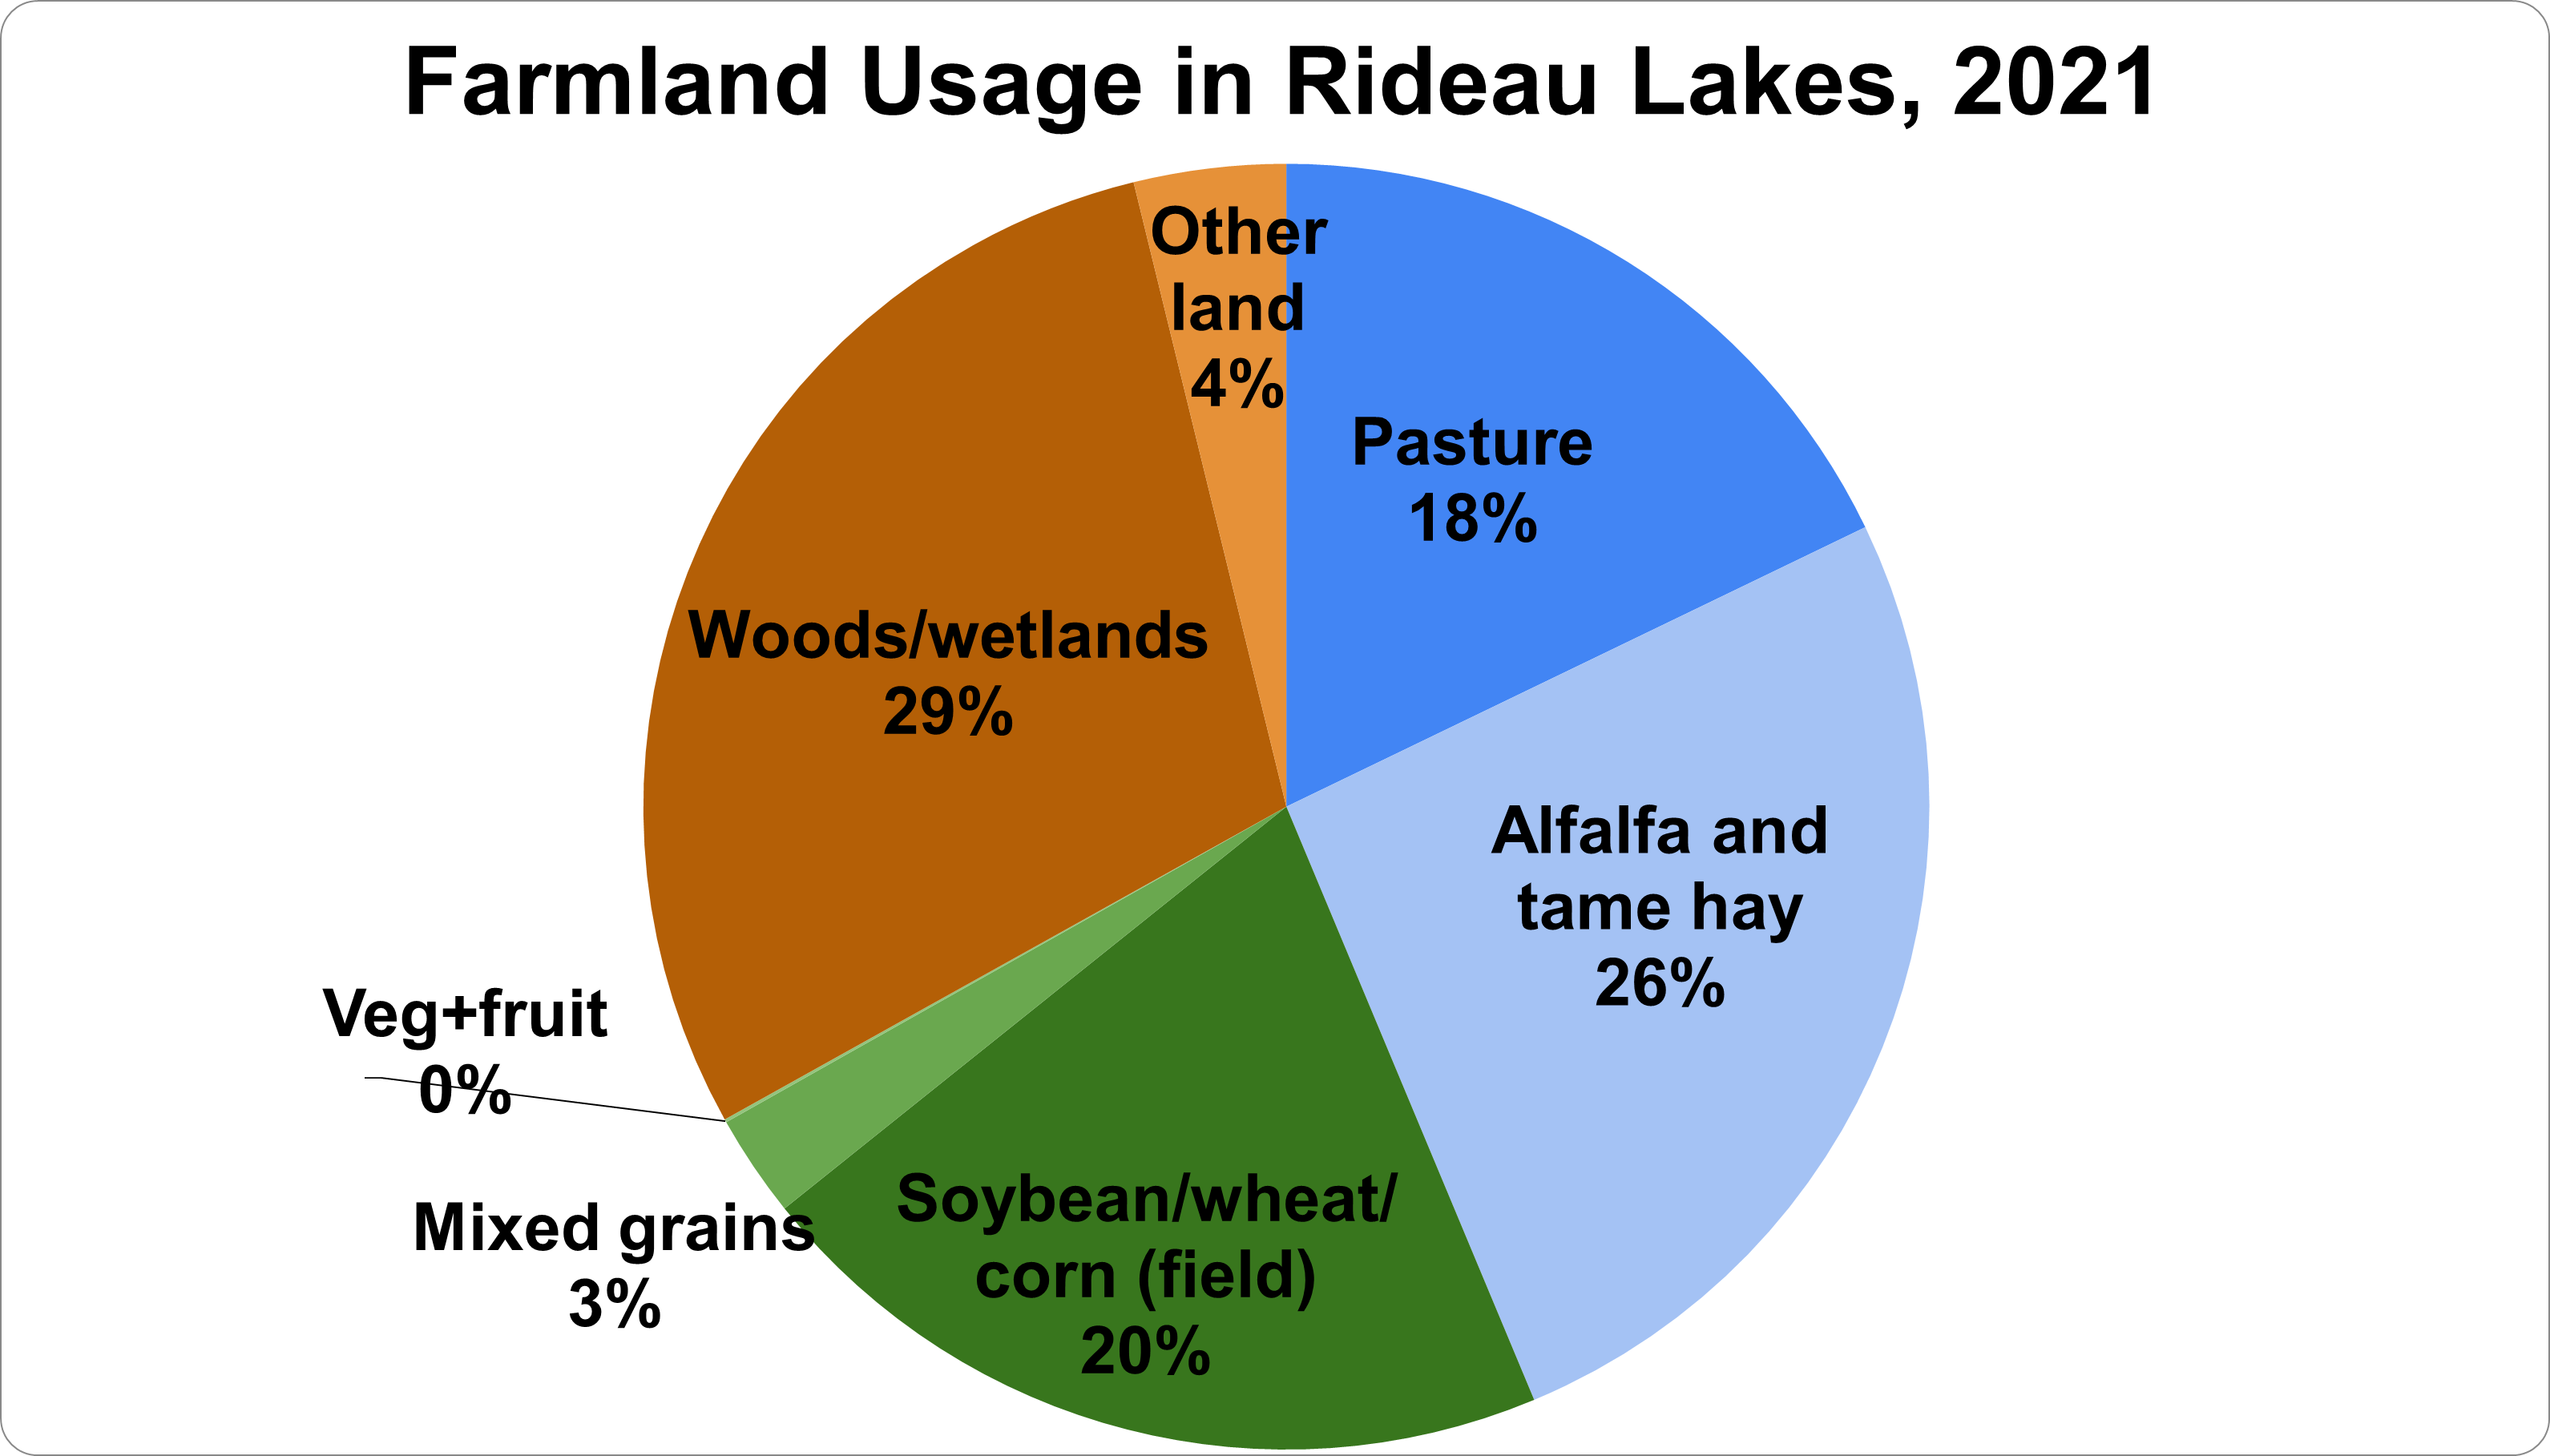 Farmland Usage in Rideau Lakes, 2021
Other
land
4%
Pasture
18%
Woods/wetlands
29%
Alfalfa and
tame hay
26%
Veg+fruit
0%
Mixed grains
3%
Soybean/wheat/
corn (field)
20%